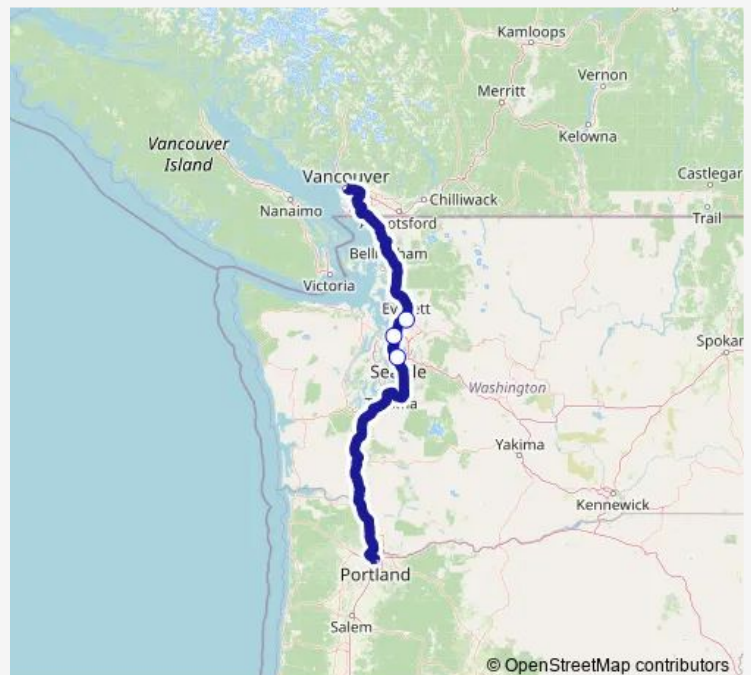 Kamloops
Vernon
Merritt
Kelowna
Vancouver
Island
Vancouver
Castlegar
Nanaimo
Chilliwack
Trail
Victoria
Washington
Yakima
Kennewick
Portland
Salem
© OpenStreetMap contributors